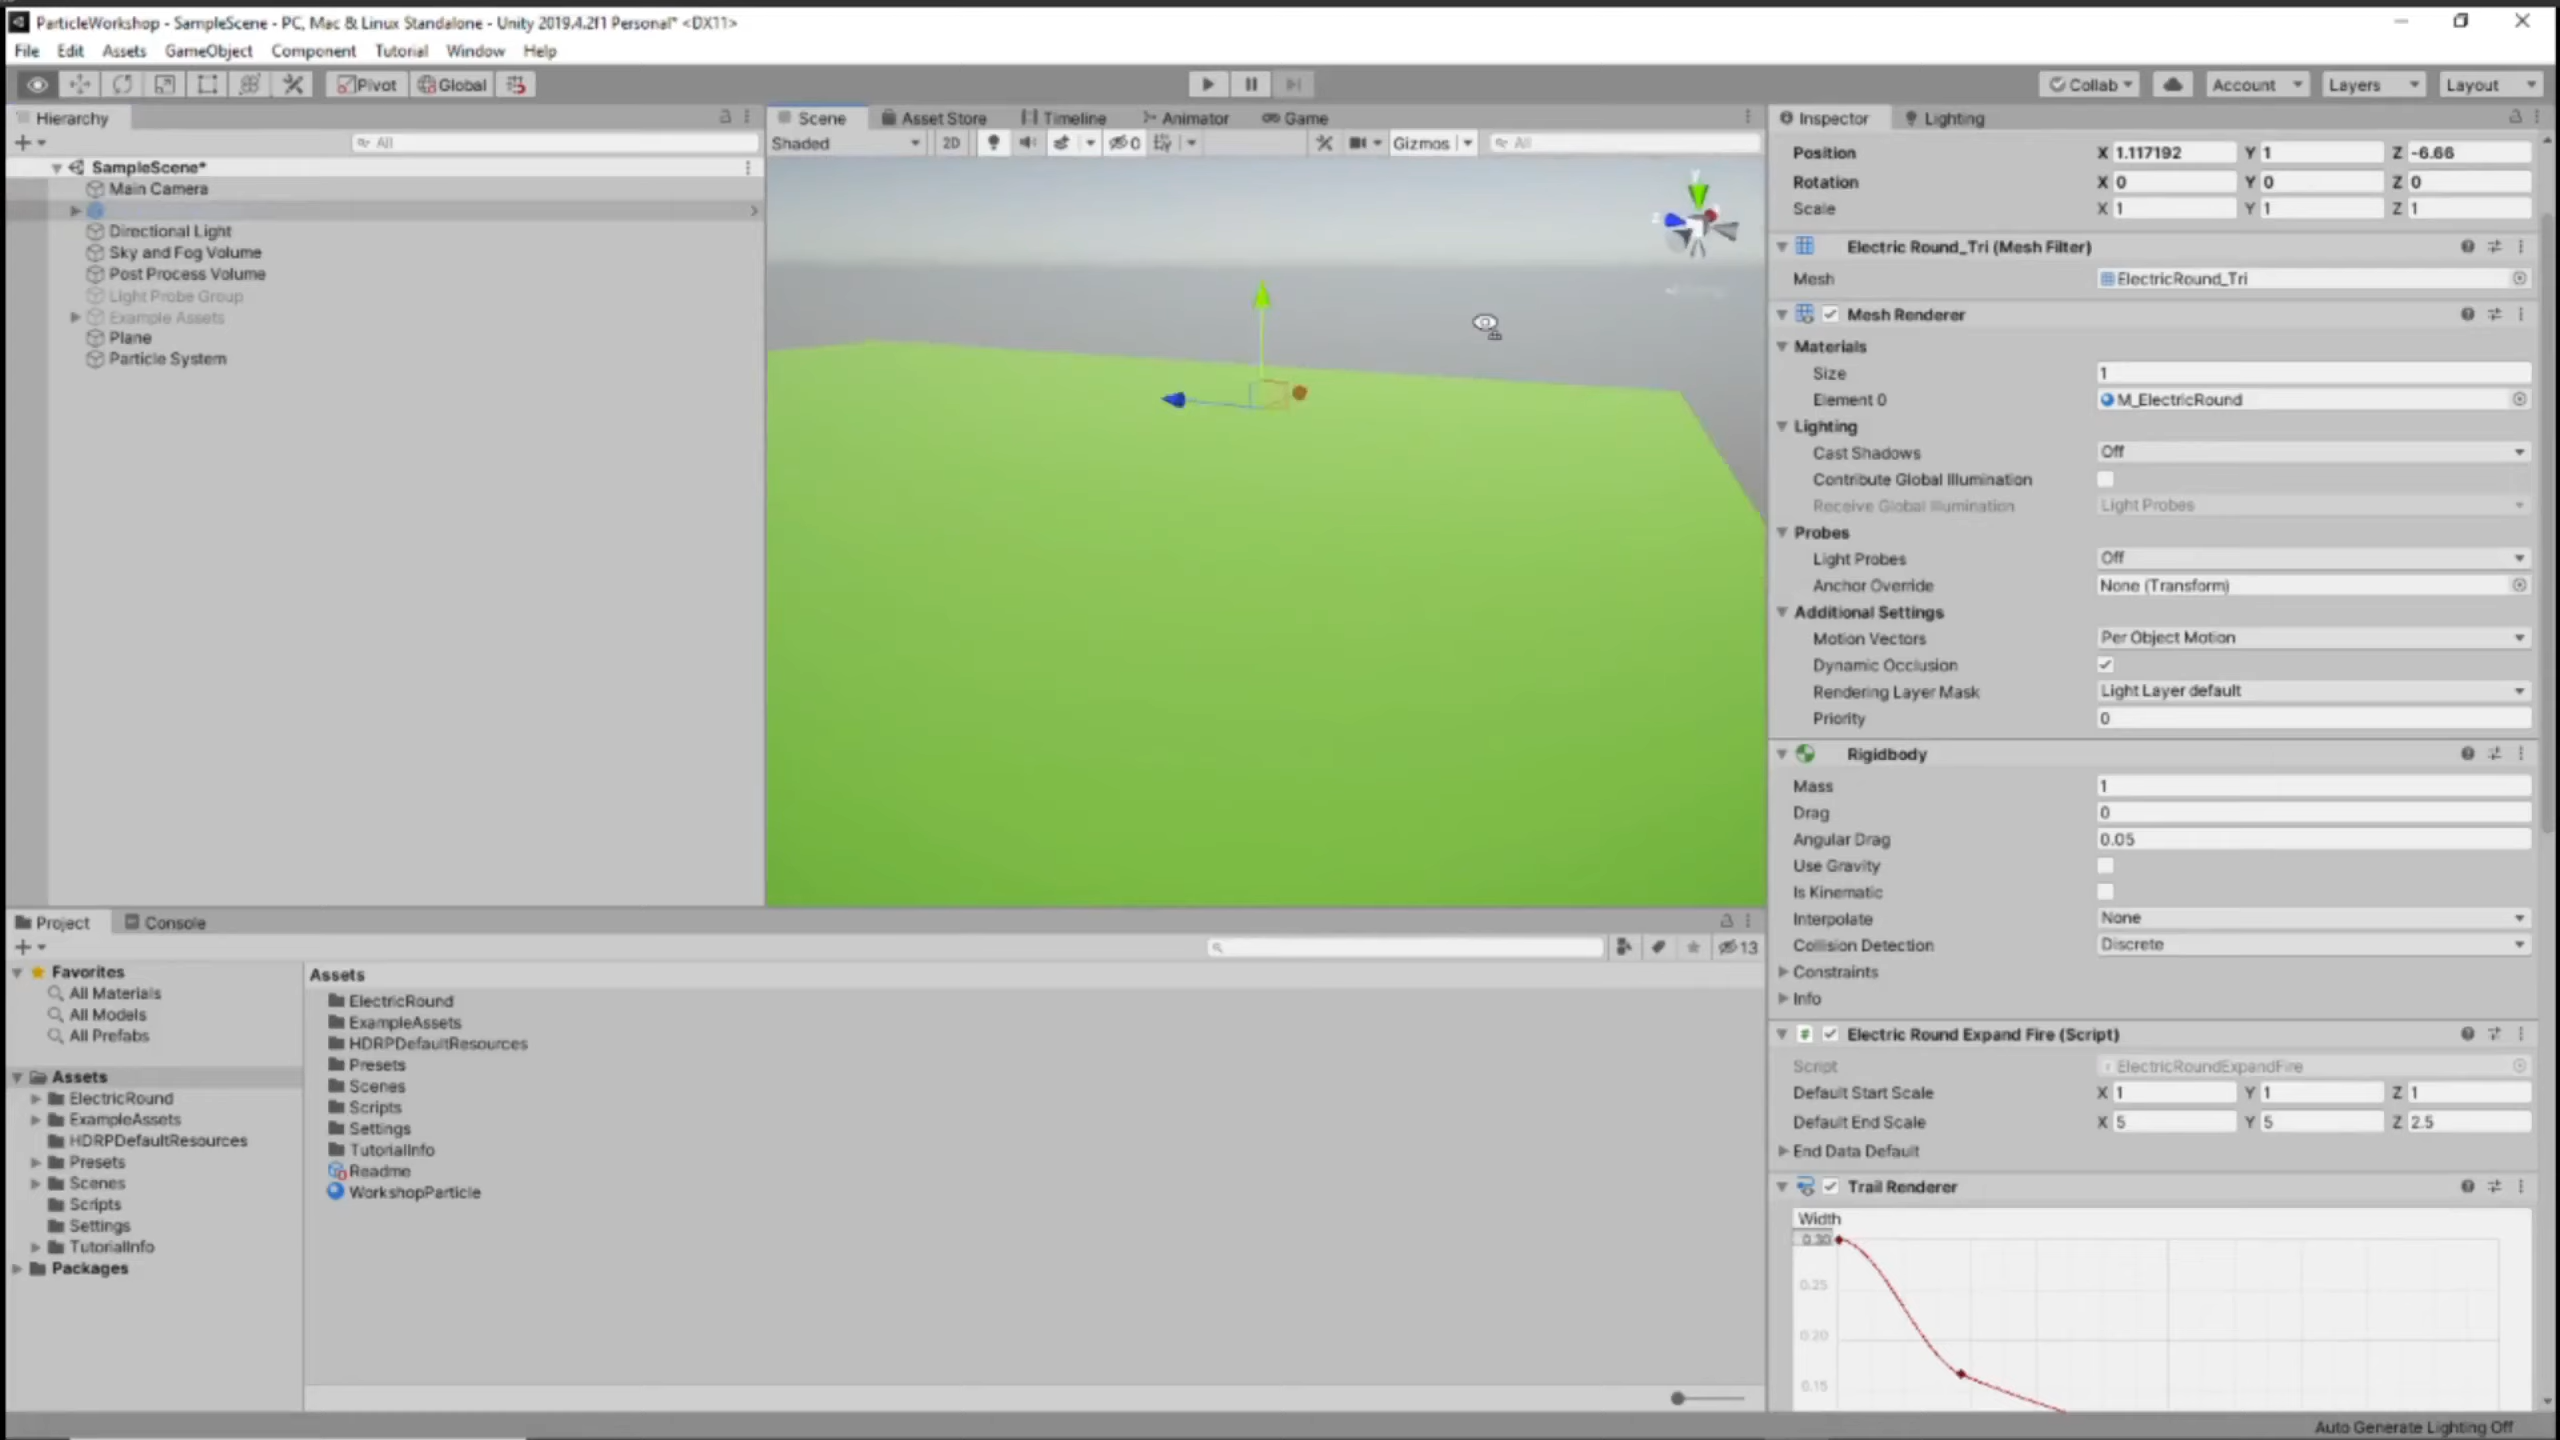 ParticleWorkshop - SampleScene - PC, Mac & Linux Standalone - Unity 2019.4.2f1 Personal* <DX11>
File Edit Assets GameObject Component Tutorial Window Help
Pivot Global Collab Account Layers Layout
Hierarchy
All
SampleScene*
Main Camera
Directional Light
Sky and Fog Volume
Post Process Volume
Light Probe Group
Example Assets
Plane
Particle System
Scene Asset Store Timeline Animator Game
Shaded 2D 0 Gizmos All
y
Inspector Lighting
Position X 1.117192 Y 1 Z -6.66
Rotation X 0 Y 0 Z 0
Scale X 1 Y 1 Z 1
Electric Round_Tri (Mesh Filter)
Mesh ElectricRound_Tri
Mesh Renderer
Materials
Size 1
Element 0 M_ElectricRound
Lighting
Cast Shadows Off
Contribute Global Illumination
Receive Global Illumination Light Probes
Probes
Light Probes Off
Anchor Override None (Transform)
Additional Settings
Motion Vectors Per Object Motion
Dynamic Occlusion
Rendering Layer Mask Light Layer default
Priority 0
Rigidbody
Mass 1
Drag 0
Angular Drag 0.05
Use Gravity
Is Kinematic
Interpolate None
Collision Detection Discrete
Constraints
Info
Electric Round Expand Fire (Script)
Script ElectricRoundExpandFire
Default Start Scale X 1 Y 1 Z 1
Default End Scale X 5 Y 5 Z 2.5
End Data Default
Trail Renderer
Width
0.30
0.25
0.20
0.15
Project Console
13
Favorites
All Materials
All Models
All Prefabs
Assets
ElectricRound
ExampleAssets
HDRPDefaultResources
Presets
Scenes
Scripts
Settings
TutorialInfo
Packages
Assets
ElectricRound
ExampleAssets
HDRPDefaultResources
Presets
Scenes
Scripts
Settings
TutorialInfo
Readme
WorkshopParticle
Auto Generate Lighting Off